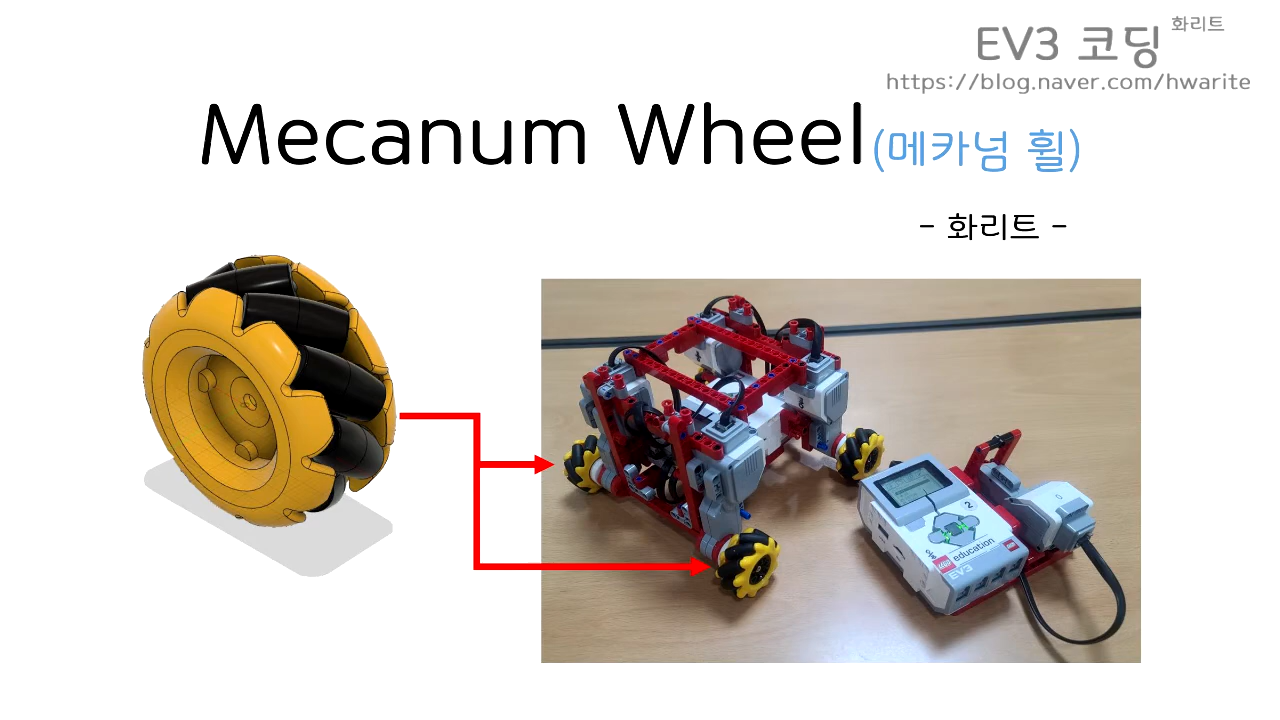 화리트
EV3 코딩
https://blog.naver.com/hwarite
Mecanum Wheel(메카넘 휠)
- 화리트 -
2
education
EV3